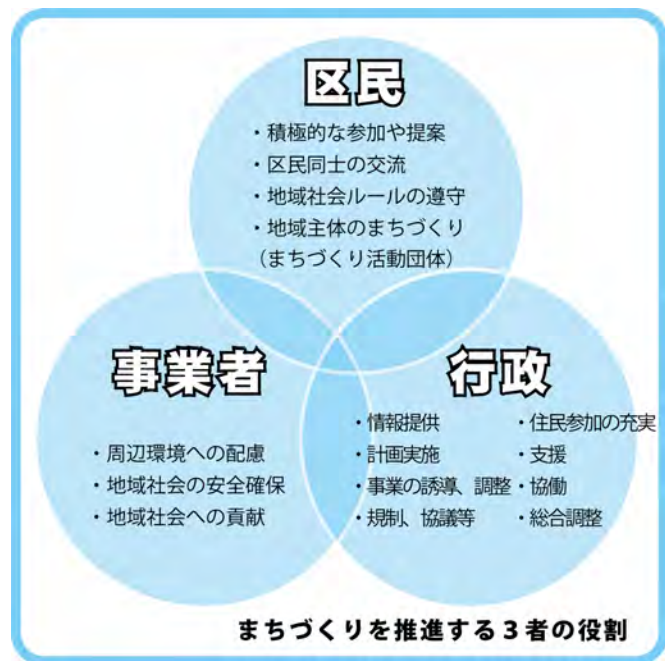 区民
・積極的な参加や提案
・区民同士の交流
・地域社会ルールの遵守
・地域主体のまちづくり
（まちづくり活動団体）
事業者
・周辺環境への配慮
・地域社会の安全確保
・地域社会への貢献
行政
・情報提供
・計画実施
・事業の誘導、調整
・規制、協議等
・住民参加の充実
・支援
・協働
・総合調整
まちづくりを推進する３者の役割